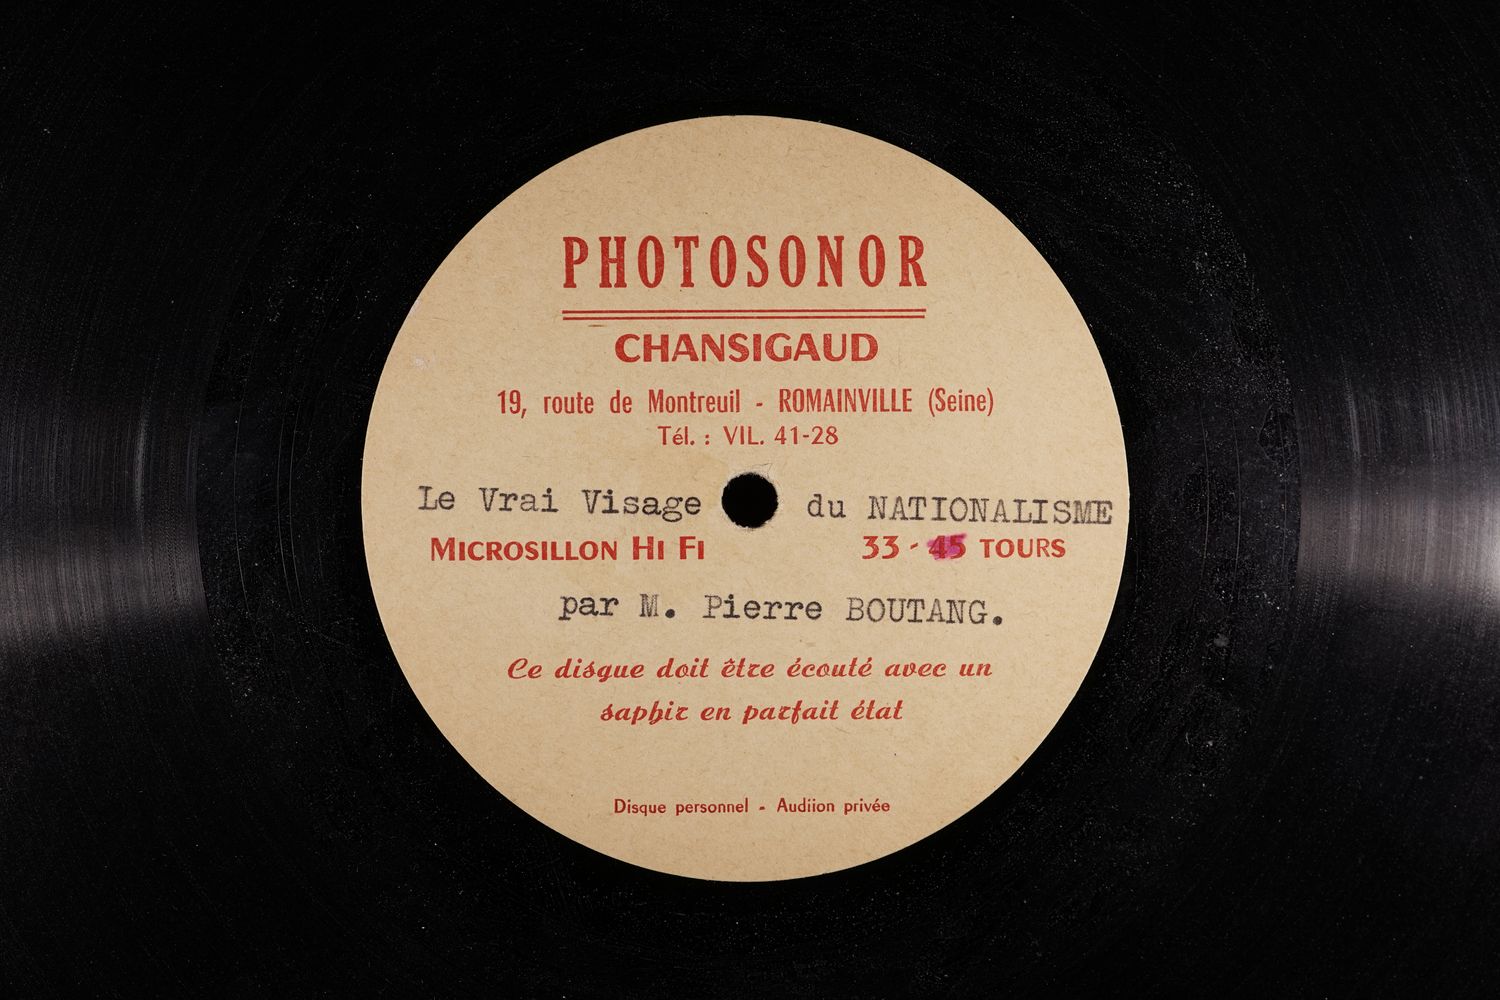 PHOTOSONOR
CHANSIGAUD
19, route de Montreuil - ROMAINVILLE (Seine)
Tél. : VIL. 41-28
Le Vrai Visage du NATIONALISME
MICROSILLON HI FI 33 - 45 TOURS
par M. Pierre BOUTANG.
Ce disque doit être écouté avec un
saphir en parfait état
Disque personnel - Audiion privée